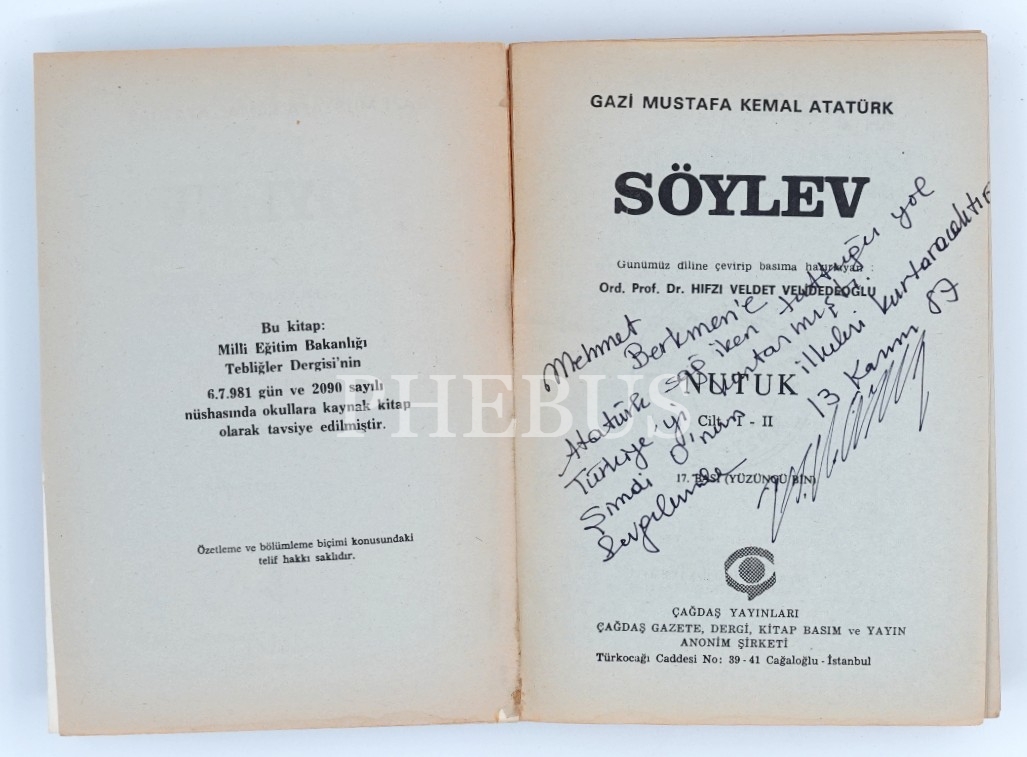 Bu kitap:
Milli Eğitim Bakanlığı
Tebliğler Dergisi'nin
6.7.981 gün ve 2090 sayılı
nüshasında okullara kaynak kitap
olarak tavsiye edilmiştir.
Özetleme ve bölümleme biçimi konusundaki
telif hakkı saklıdır.
GAZİ MUSTAFA KEMAL ATATÜRK
SÖYLEV
Günümüz diline çevirip basıma hazırlayan :
Ord. Prof. Dr. HIFZI VELDET VELİDEDEOĞLU
NUTUK
Cilt I - II
17. BASI (YÜZÜNCÜ BİN)
Mehmet Berkmen'e
Atatürk sağ iken tuttuğu yol
Türkiye'yi kurtarmıştı.
Şimdi O'nun ilkeleri kurtaracaktır
Sevgilerimle
13 Kasım 87
ÇAĞDAŞ YAYINLARI
ÇAĞDAŞ GAZETE, DERGİ, KİTAP BASIM ve YAYIN
ANONİM ŞİRKETİ
Türkocağı Caddesi No: 39 - 41 Cağaloğlu - İstanbul
PHEBUS